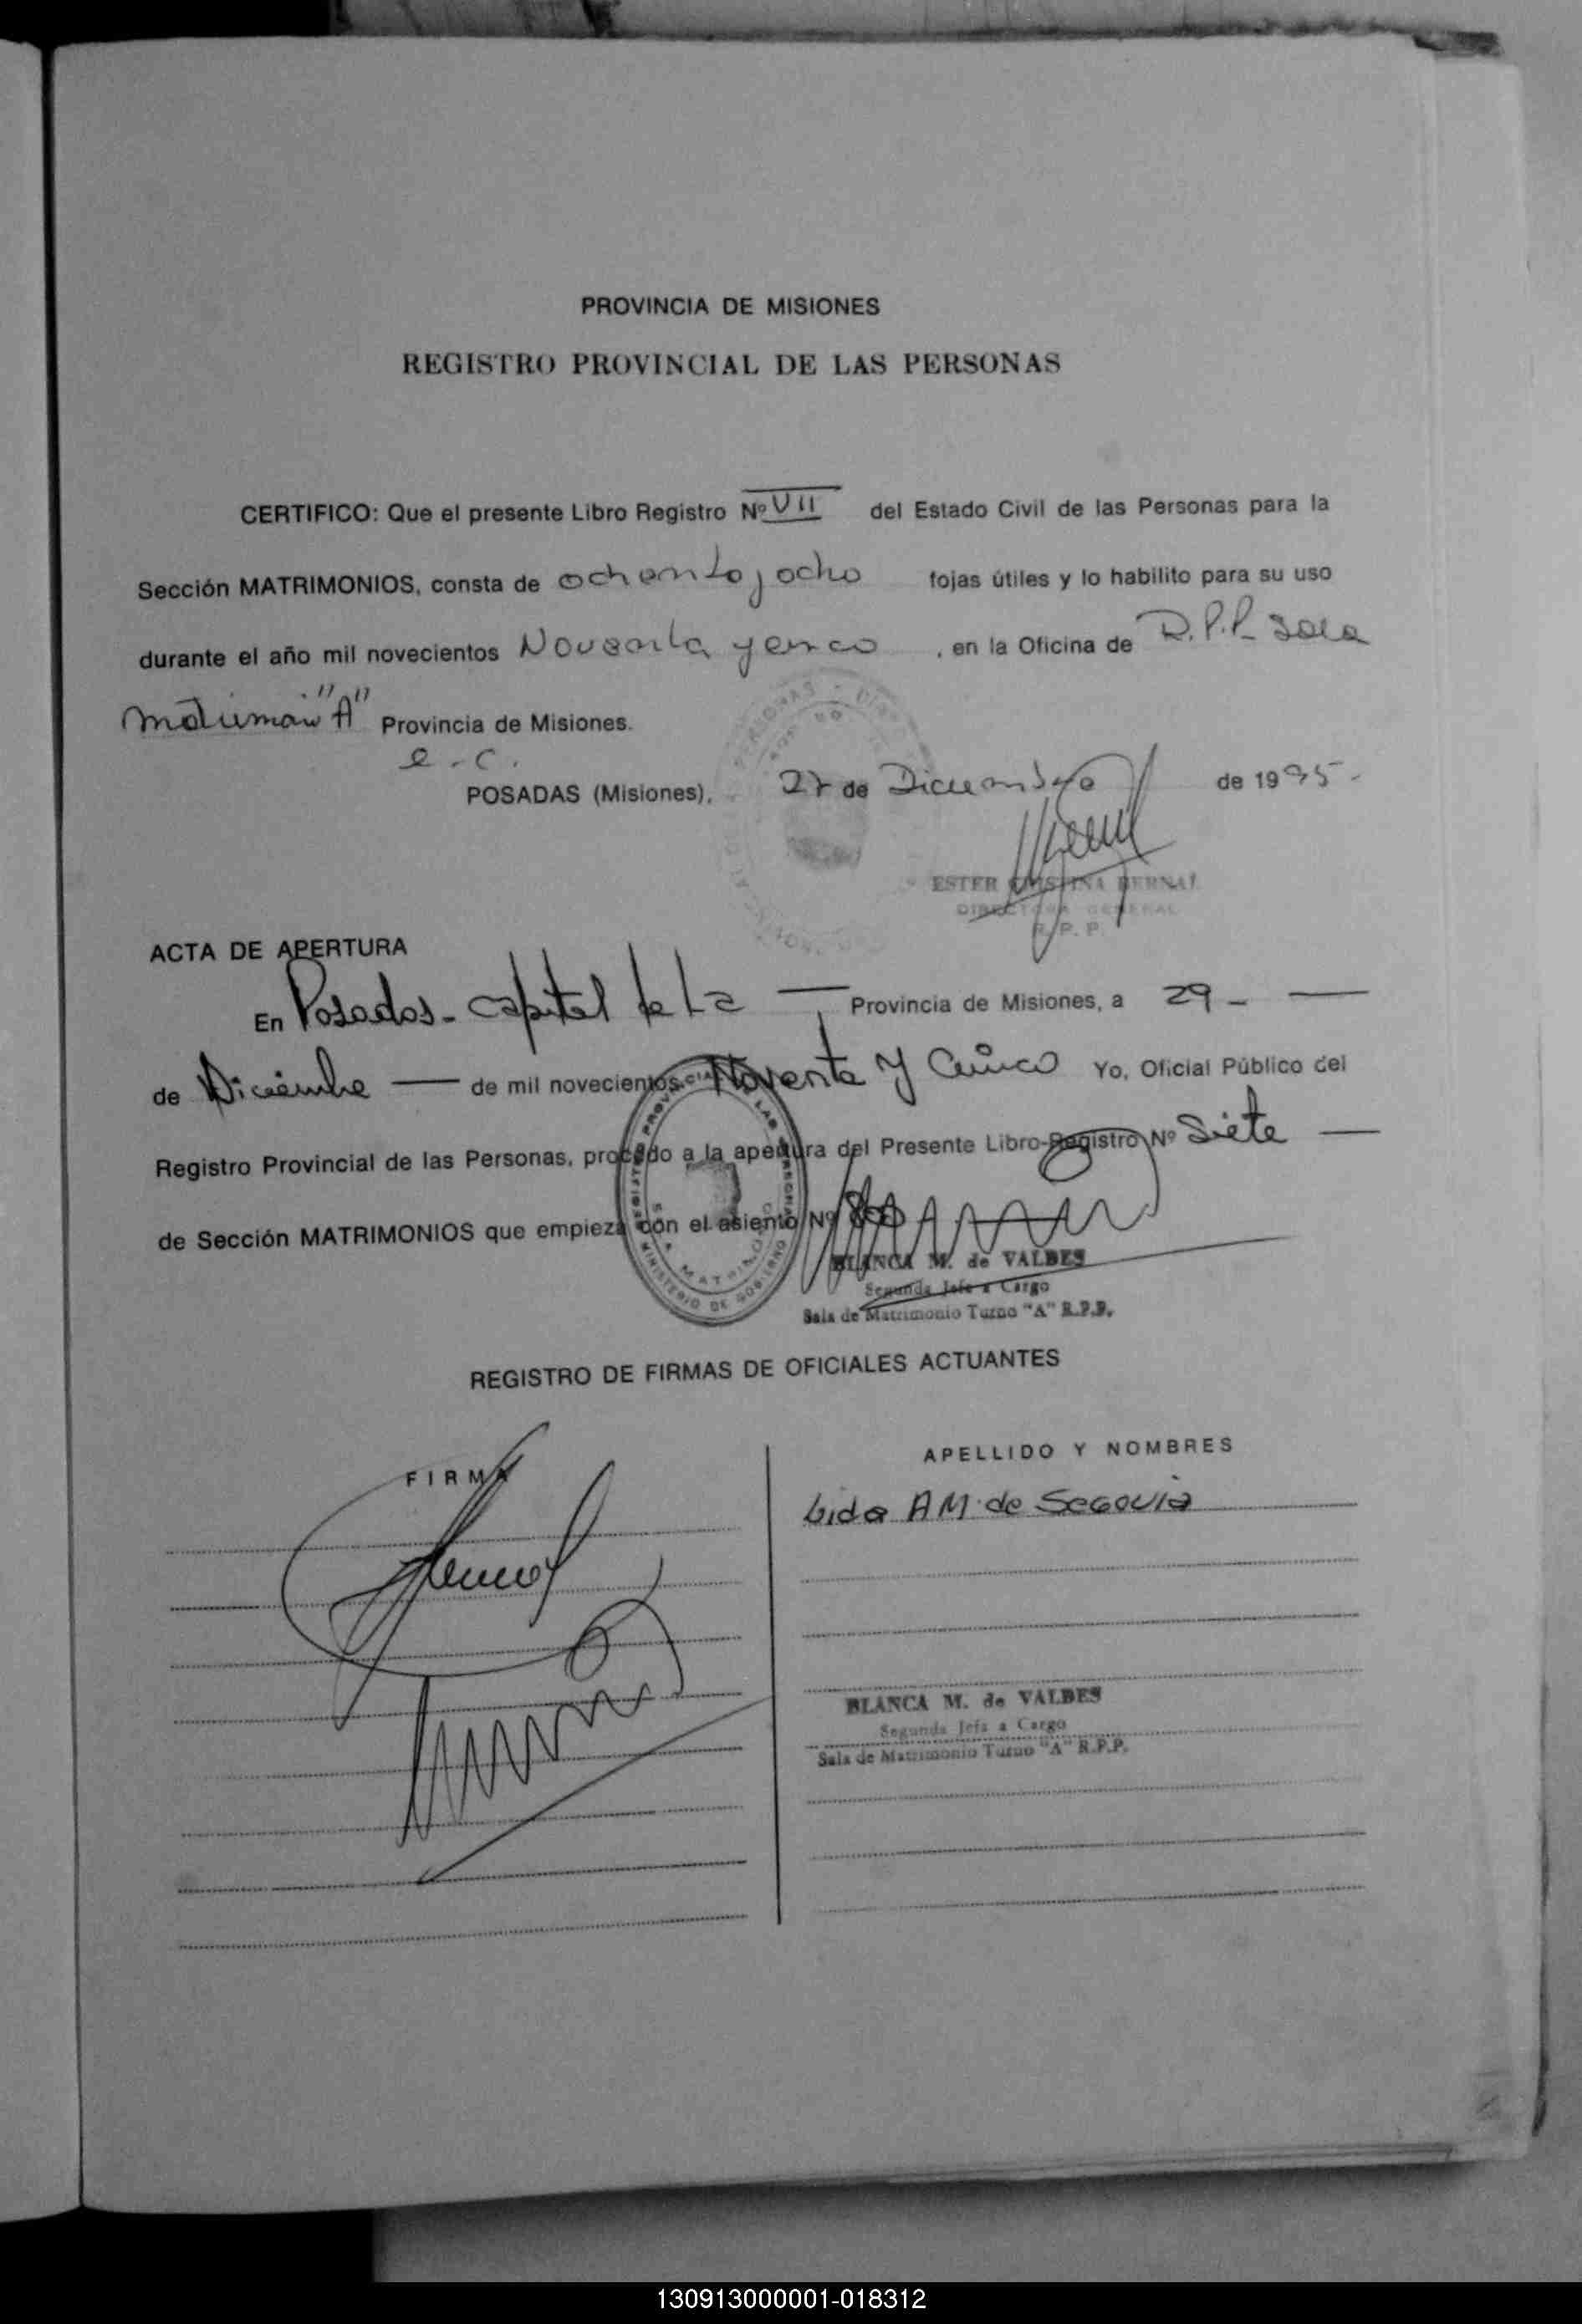 PROVINCIA DE MISIONES
REGISTRO PROVINCIAL DE LAS PERSONAS
CERTIFICO: Que el presente Libro Registro Nº VII del Estado Civil de las Personas para la
Sección MATRIMONIOS, consta de ochenta y ocho fojas útiles y lo habilito para su uso
durante el año mil novecientos Noventa y cinco, en la Oficina de R.P.P. Sala
"A" Provincia de Misiones.
e.c.
POSADAS (Misiones), 27 de Diciembre de 1995.
ESTER CRISTINA BERNAL
DIRECTORA GENERAL
R. P. P.
ACTA DE APERTURA
En Posadas - capital de La — Provincia de Misiones, a 29 - —
de Diciembre — de mil novecientos Noventa y Cinco Yo, Oficial Público del
Registro Provincial de las Personas, procedo a la apertura del Presente Libro-Registro Nº Siete —
de Sección MATRIMONIOS que empieza con el asiento Nº
BLANCA M. de VALDES
Segunda Jefa a Cargo
Sala de Matrimonio Turno "A" R.P.P.
REGISTRO DE FIRMAS DE OFICIALES ACTUANTES
FIRMA
APELLIDO Y NOMBRES
Lida A M. de SEGOVIA
BLANCA M. de VALDES
Segunda Jefa a Cargo
Sala de Matrimonio Turno "A" R.P.P.
130913000001-018312